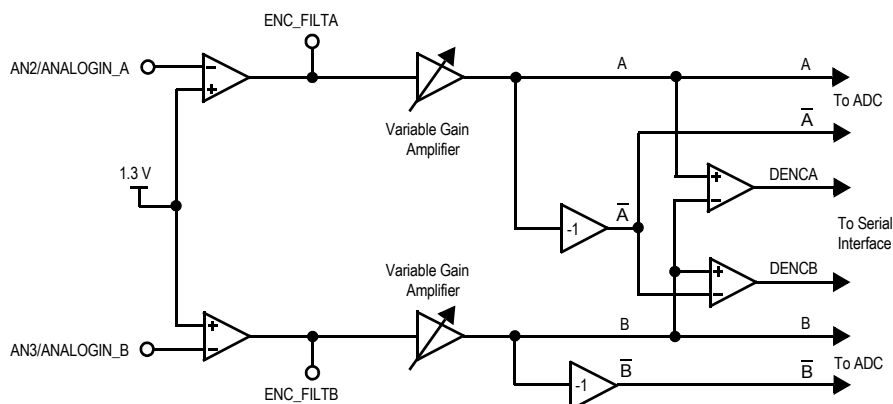 ENC_FILTA
AN2/ANALOGIN_A
−
+
Variable Gain
Amplifier
A
A
To ADC
A̅
1.3 V
+
−
DENCA
A̅
-1
To Serial
Interface
Variable Gain
Amplifier
+
−
DENCB
+
−
AN3/ANALOGIN_B
B
B
To ADC
ENC_FILTB
-1
B̅
B̅